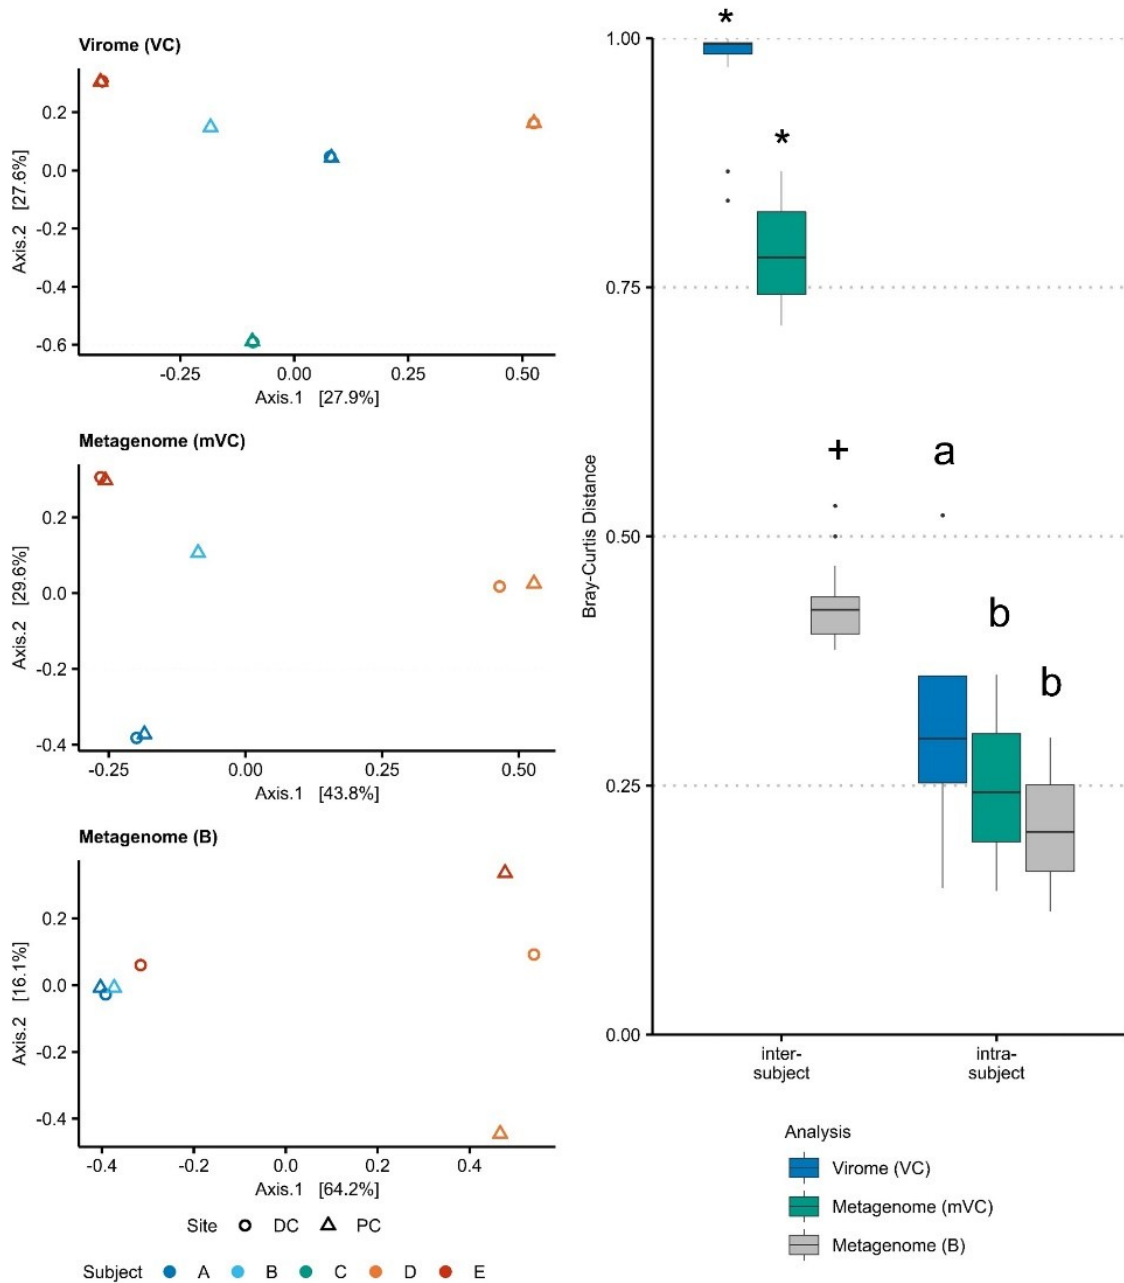 Virome (VC)
Axis.2 [27.6%]
0.2
0.0
-0.2
-0.4
-0.6
-0.25 0.00 0.25 0.50
Axis.1 [27.9%]
Metagenome (mVC)
Axis.2 [29.6%]
0.2
0.0
-0.2
-0.4
-0.25 0.00 0.25 0.50
Axis.1 [43.8%]
Metagenome (B)
Axis.2 [16.1%]
0.2
0.0
-0.2
-0.4
-0.4 -0.2 0.0 0.2 0.4
Axis.1 [64.2%]
Site DC PC
Subject A B C D E
Bray-Curtis Distance
1.00
0.75
0.50
0.25
0.00
*
*
+
a
b
b
inter-
subject
intra-
subject
Analysis
Virome (VC)
Metagenome (mVC)
Metagenome (B)